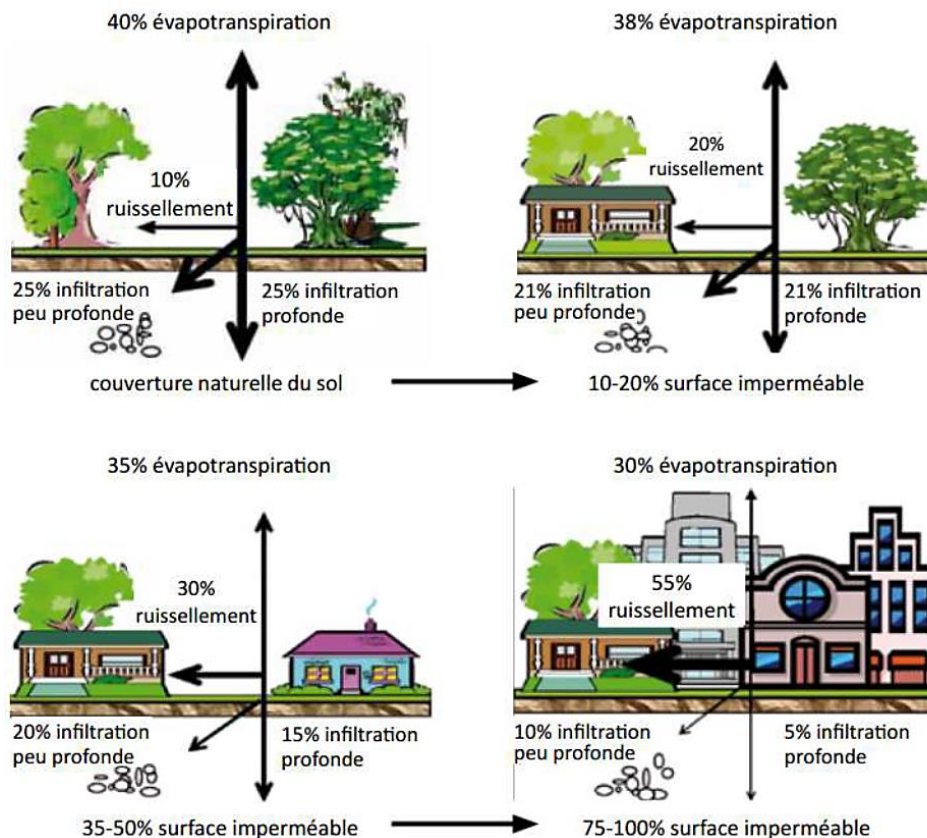 40% évapotranspiration
10%
ruissellement
25% infiltration
peu profonde
25% infiltration
profonde
couverture naturelle du sol
38% évapotranspiration
20%
ruissellement
21% infiltration
peu profonde
21% infiltration
profonde
10-20% surface imperméable
35% évapotranspiration
30%
ruissellement
20% infiltration
peu profonde
15% infiltration
profonde
35-50% surface imperméable
30% évapotranspiration
55%
ruissellement
10% infiltration
peu profonde
5% infiltration
profonde
75-100% surface imperméable